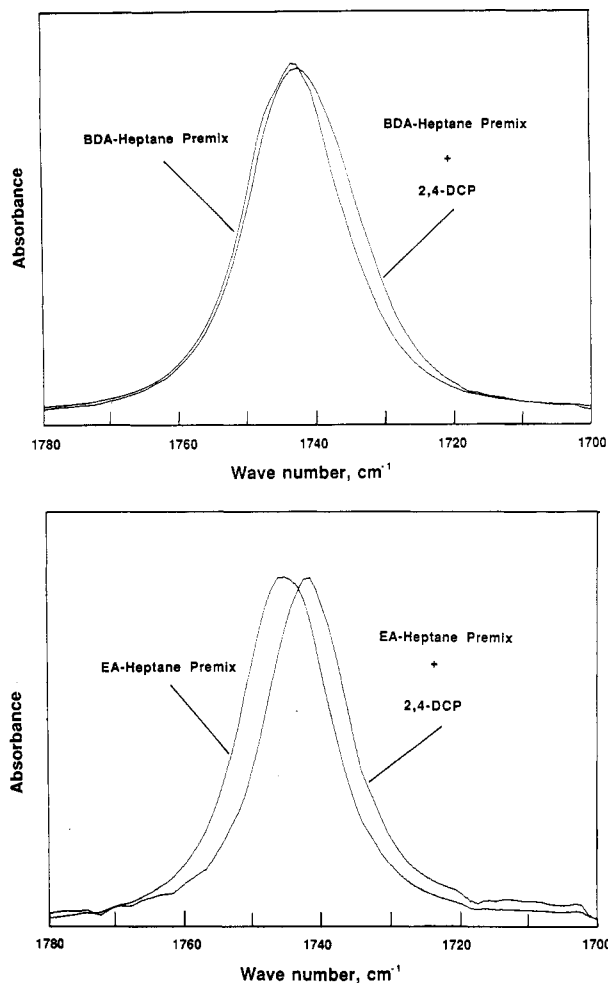 Absorbance
BDA-Heptane Premix
BDA-Heptane Premix
+
2,4-DCP
1780
1760
1740
1720
1700
Wave number, cm-1
Absorbance
EA-Heptane Premix
EA-Heptane Premix
+
2,4-DCP
1780
1760
1740
1720
1700
Wave number, cm-1